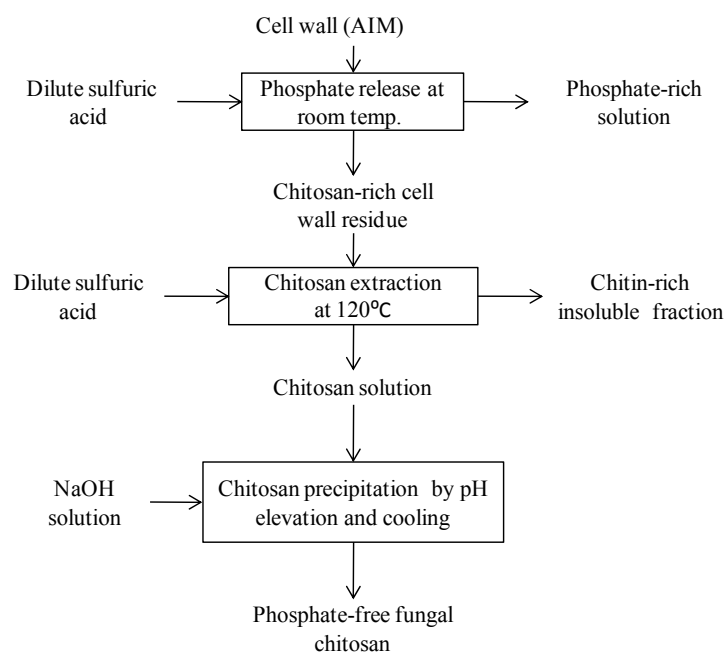 Cell wall (AIM)
Dilute sulfuric
acid
Phosphate release at
room temp.
Phosphate-rich
solution
Chitosan-rich cell
wall residue
Dilute sulfuric
acid
Chitosan extraction
at 120ºC
Chitin-rich
insoluble fraction
Chitosan solution
NaOH
solution
Chitosan precipitation by pH
elevation and cooling
Phosphate-free fungal
chitosan